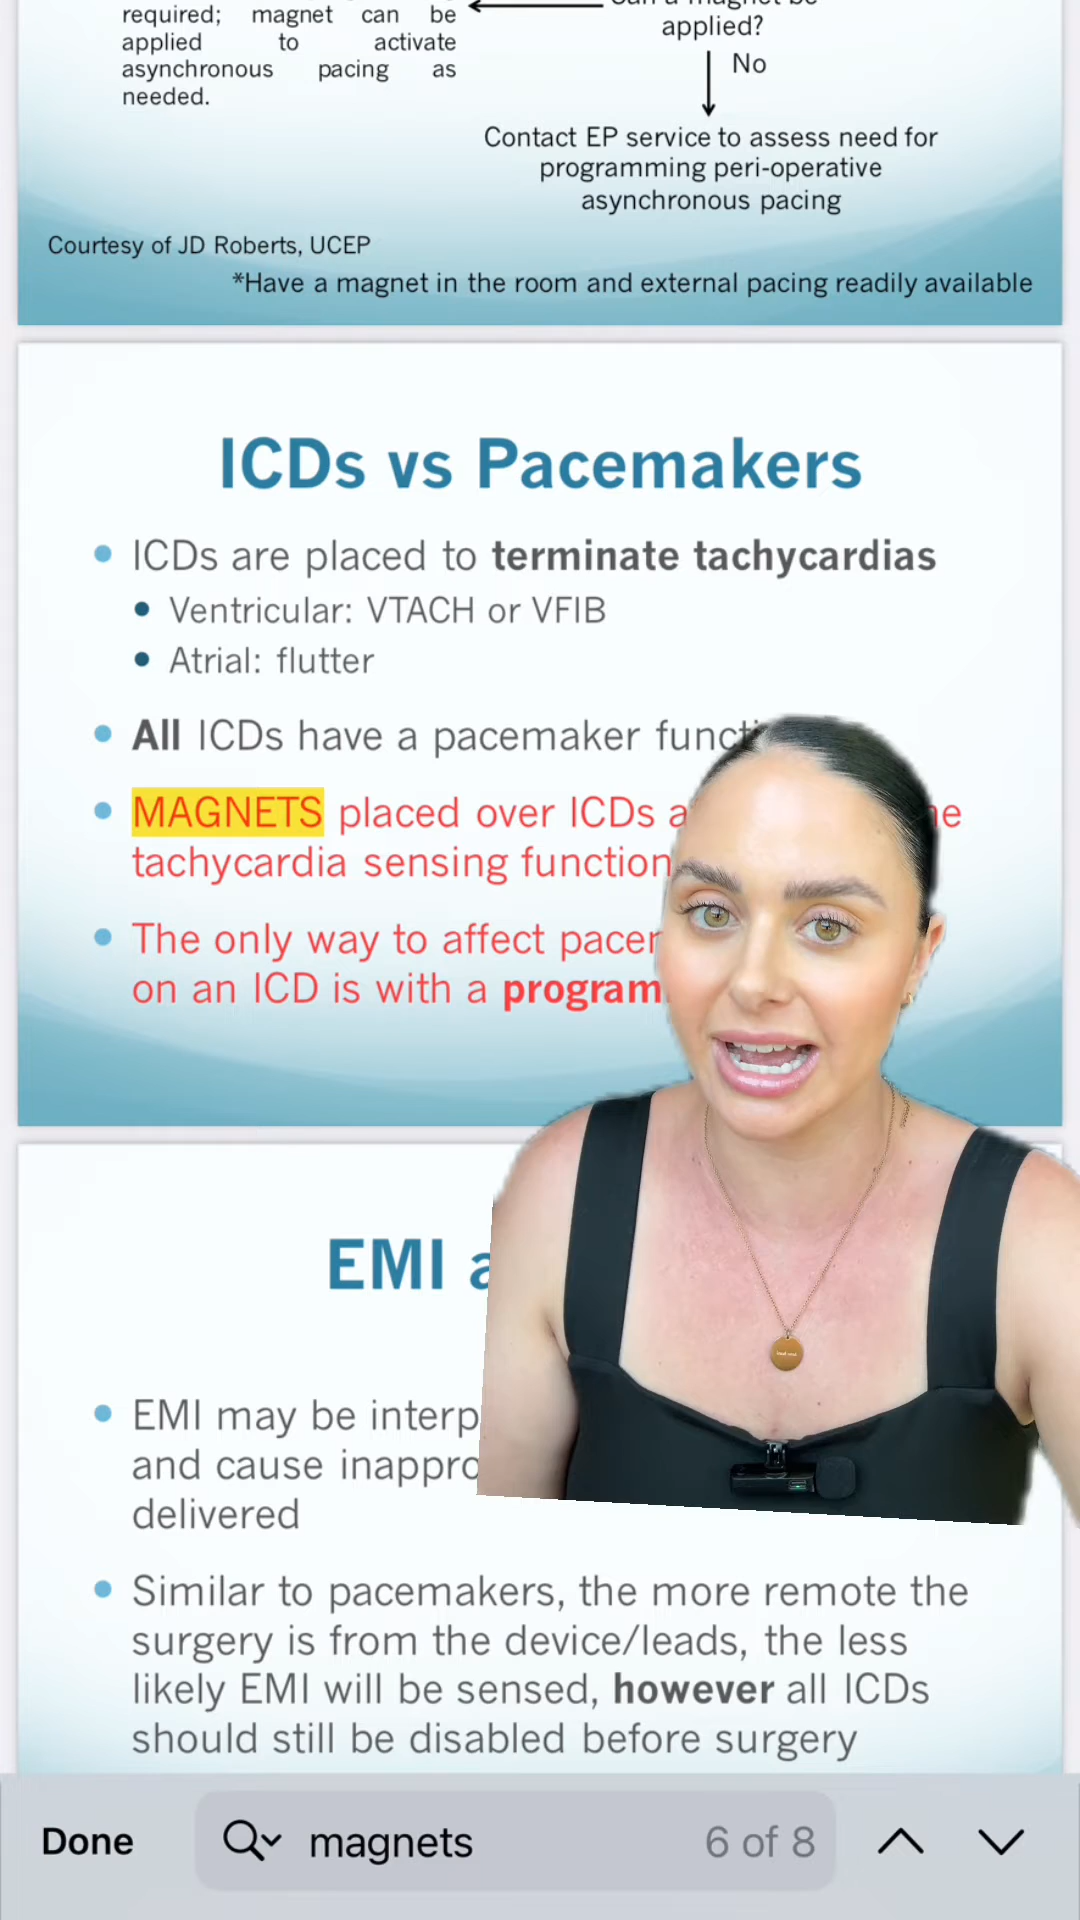 required; magnet can be
applied to activate
asynchronous pacing as
needed.
applied?
No
Contact EP service to assess need for
programming peri-operative
asynchronous pacing
Courtesy of JD Roberts, UCEP
*Have a magnet in the room and external pacing readily available
ICDs vs Pacemakers
ICDs are placed to terminate tachycardias
Ventricular: VTACH or VFIB
Atrial: flutter
All ICDs have a pacemaker
MAGNETS placed over ICDs
tachycardia sensing function
The only way to affect
on an ICD is with a
EMI
EMI may be
and cause
delivered
Similar to pacemakers, the more remote the
surgery is from the device/leads, the less
likely EMI will be sensed, however all ICDs
should still be disabled before surgery
Done magnets 6 of 8